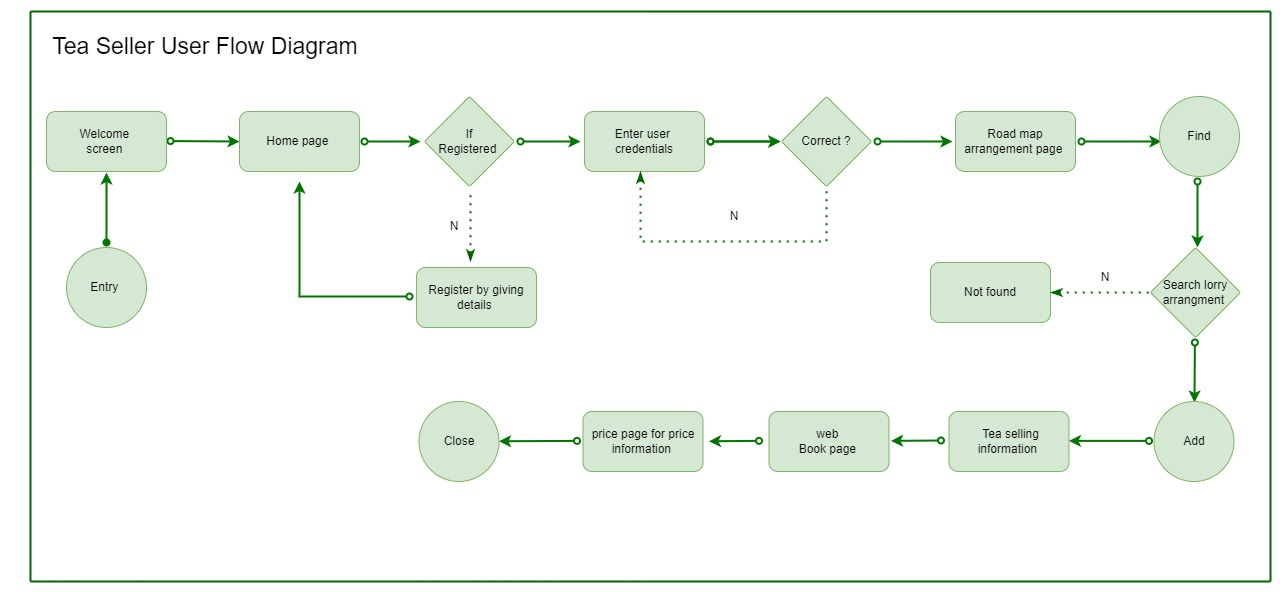 Tea Seller User Flow Diagram
Welcome
screen
Home page
If
Registered
Enter user
credentials
Correct ?
Road map
arrangement page
Find
N
N
Entry
Register by giving
details
Not found
N
Search lorry
arrangment
Close
price page for price
information
web
Book page
Tea selling
information
Add